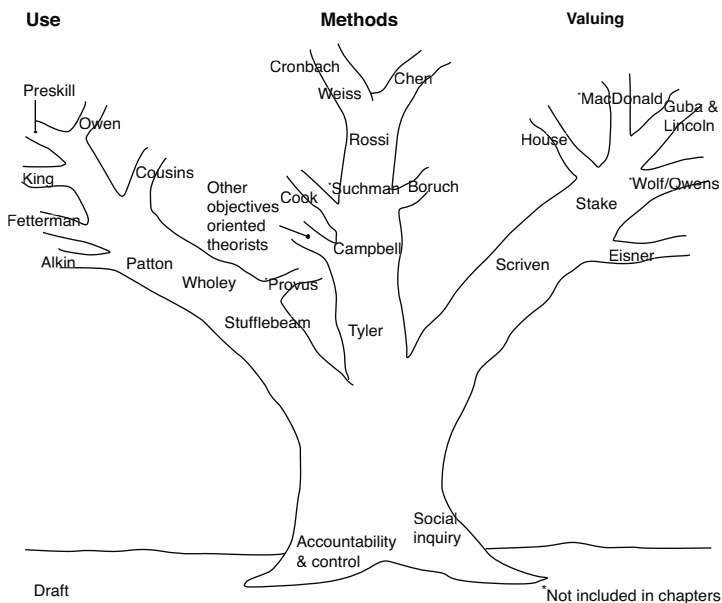 Use
Methods
Valuing
Cronbach
Weiss
Chen
Preskill
Owen
King
Cousins
Fetterman
Alkin
Patton
Wholey
*Provus
Stufflebeam
Other
objectives
oriented
theorists
Cook
*Suchman
Boruch
Rossi
Campbell
Tyler
House
*MacDonald
Guba &
Lincoln
*Wolf/Owens
Stake
Eisner
Scriven
Accountability
& control
Social
inquiry
Draft
*Not included in chapters